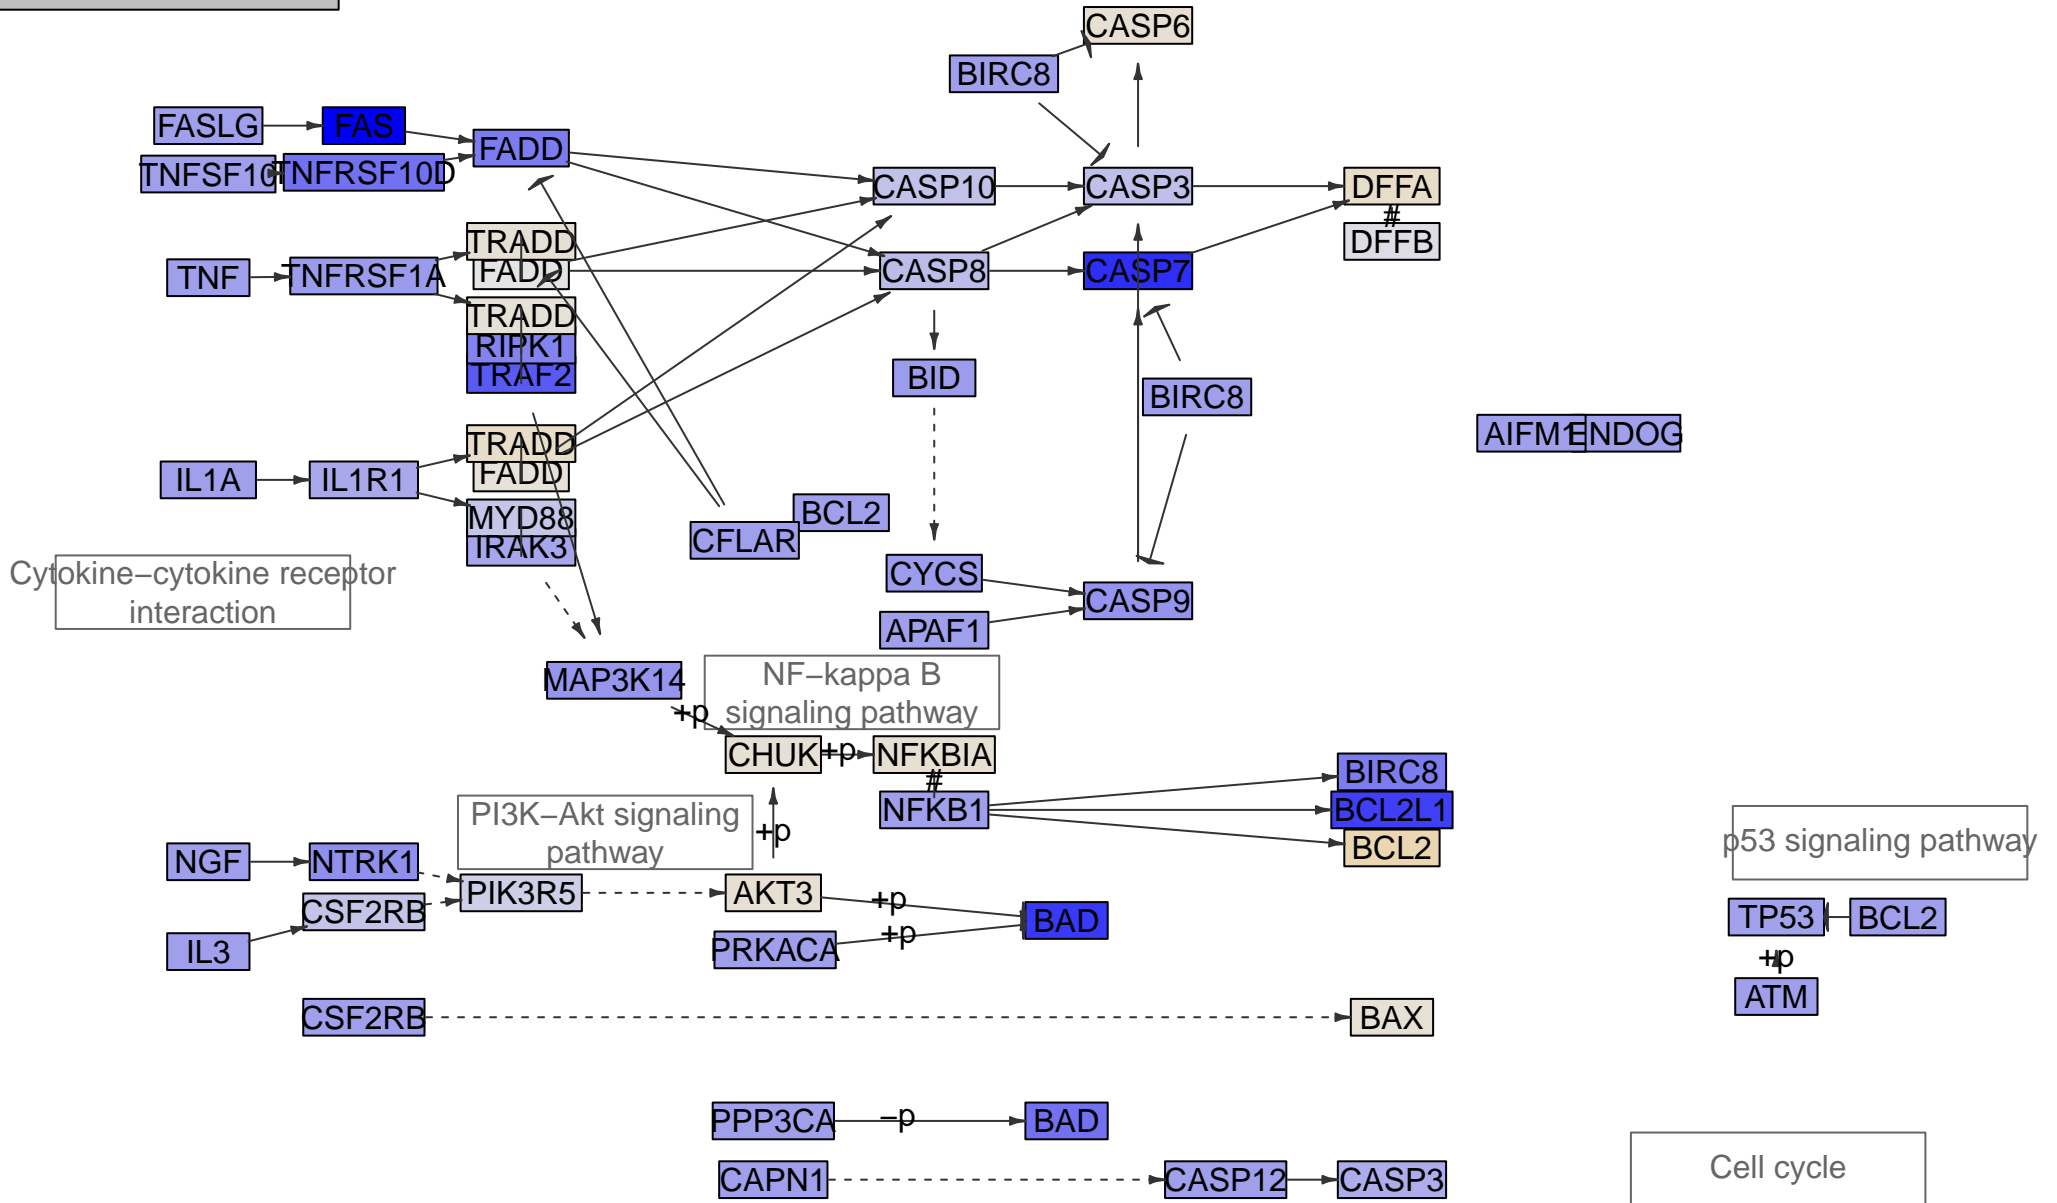 CASP6
BIRC8
FASLG
FAS
FADD
TNFSF10
TNFRSF10D
CASP10
CASP3
DFFA
#
DFFB
TRADD
FADD
TNF
TNFRSF1A
CASP8
CASP7
TRADD
RIPK1
TRAF2
BID
BIRC8
AIFM1
ENDOG
TRADD
FADD
IL1A
IL1R1
MYD88
IRAK3
BCL2
CFLAR
CYCS
CASP9
APAF1
Cytokine–cytokine receptor
interaction
MAP3K14
NF–kappa B
signaling pathway
+p
CHUK
+p
NFKBIA
#
NFKB1
BIRC8
BCL2L1
BCL2
PI3K–Akt signaling
pathway
+p
p53 signaling pathway
NGF
NTRK1
PIK3R5
AKT3
+p
CSF2RB
BAD
TP53
BCL2
IL3
PRKACA
+p
+p
ATM
CSF2RB
BAX
PPP3CA
–p
BAD
CAPN1
CASP12
CASP3
Cell cycle